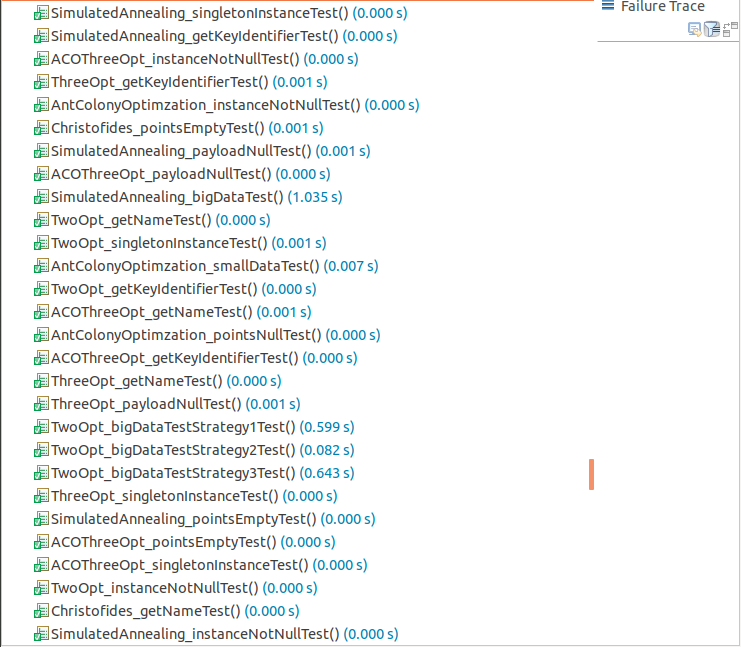 SimulatedAnnealing_singletonInstanceTest() (0.000 s)
Failure Trace
SimulatedAnnealing_getKeyIdentifierTest() (0.000 s)
ACOThreeOpt_instanceNotNullTest() (0.000 s)
ThreeOpt_getKeyIdentifierTest() (0.001 s)
AntColonyOptimzation_instanceNotNullTest() (0.000 s)
Christofides_pointsEmptyTest() (0.001 s)
SimulatedAnnealing_payloadNullTest() (0.001 s)
ACOThreeOpt_payloadNullTest() (0.000 s)
SimulatedAnnealing_bigDataTest() (1.035 s)
TwoOpt_getNameTest() (0.000 s)
TwoOpt_singletonInstanceTest() (0.001 s)
AntColonyOptimzation_smallDataTest() (0.007 s)
TwoOpt_getKeyIdentifierTest() (0.000 s)
ACOThreeOpt_getNameTest() (0.001 s)
AntColonyOptimzation_pointsNullTest() (0.000 s)
ACOThreeOpt_getKeyIdentifierTest() (0.000 s)
ThreeOpt_getNameTest() (0.000 s)
ThreeOpt_payloadNullTest() (0.001 s)
TwoOpt_bigDataTestStrategy1Test() (0.599 s)
TwoOpt_bigDataTestStrategy2Test() (0.082 s)
TwoOpt_bigDataTestStrategy3Test() (0.643 s)
ThreeOpt_singletonInstanceTest() (0.000 s)
SimulatedAnnealing_pointsEmptyTest() (0.000 s)
ACOThreeOpt_pointsEmptyTest() (0.000 s)
ACOThreeOpt_singletonInstanceTest() (0.000 s)
TwoOpt_instanceNotNullTest() (0.000 s)
Christofides_getNameTest() (0.000 s)
SimulatedAnnealing_instanceNotNullTest() (0.000 s)